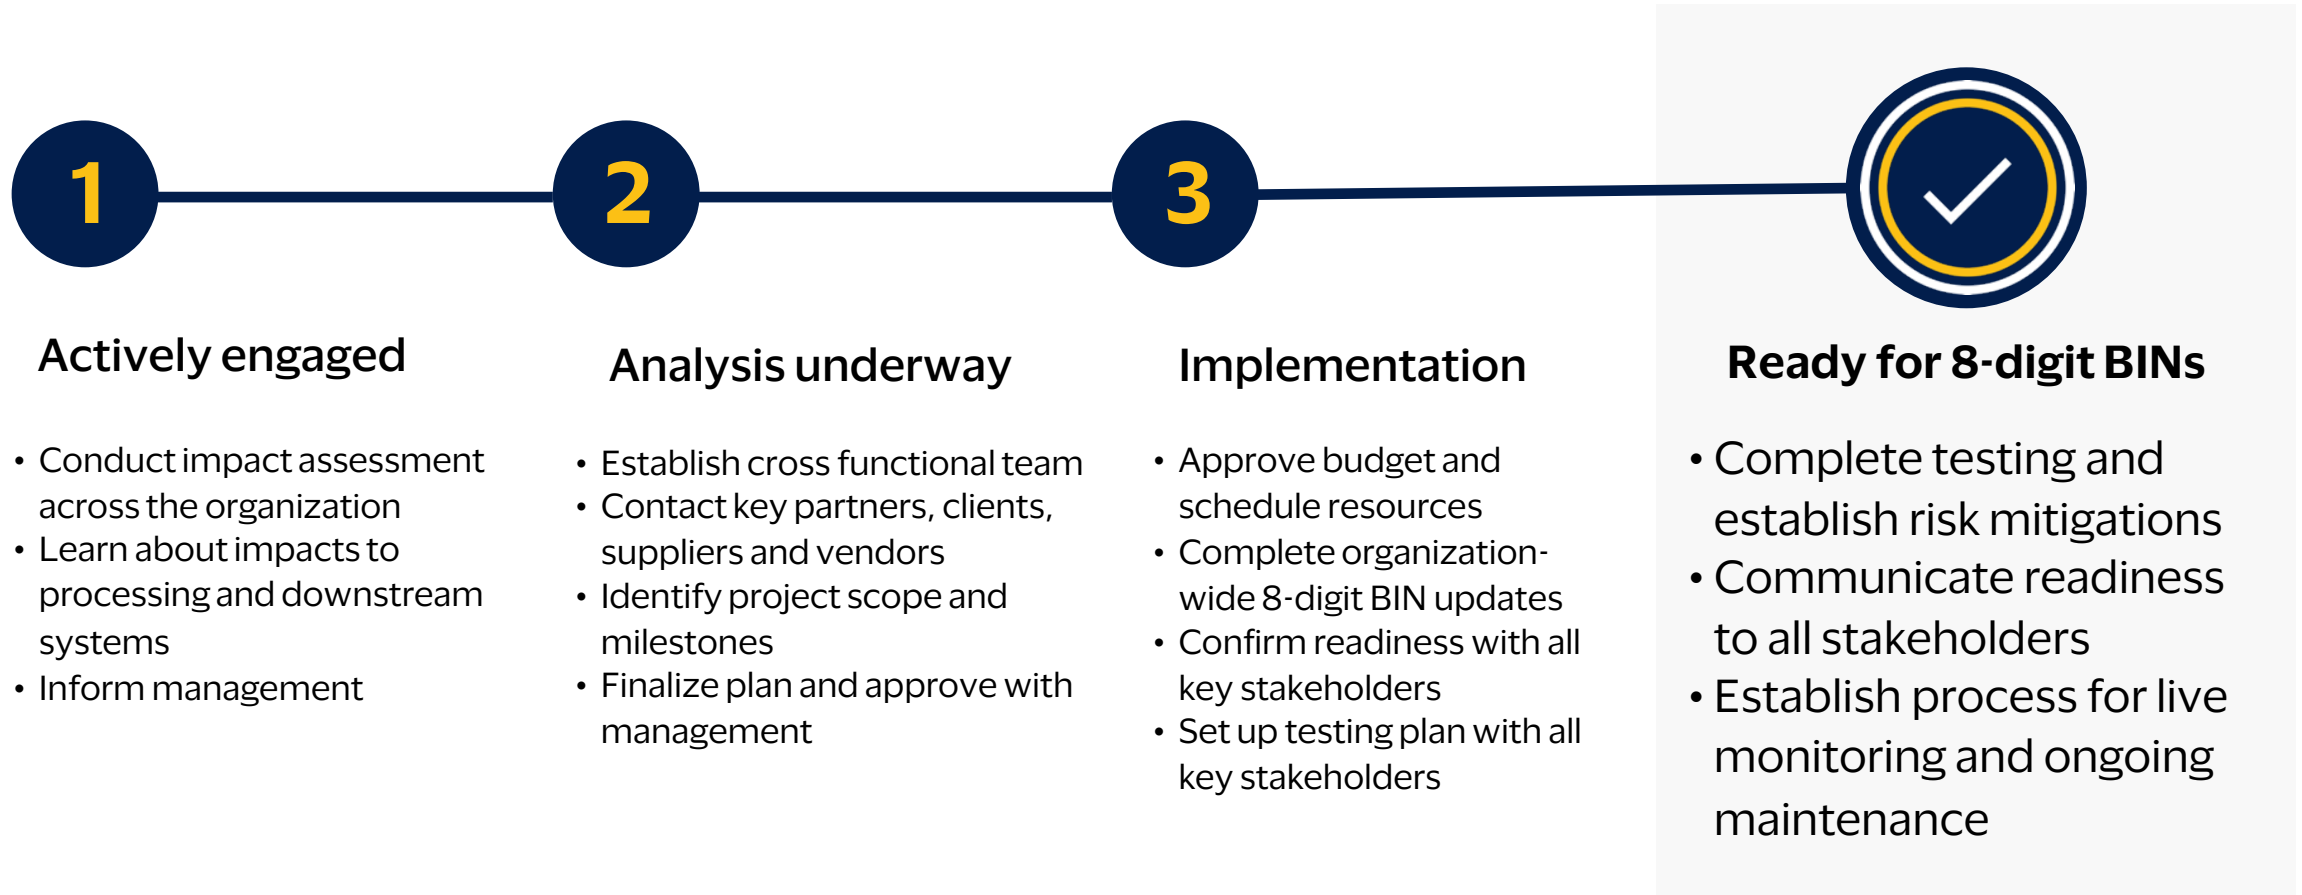 1
2
3
Actively engaged
• Conduct impact assessment
across the organization
• Learn about impacts to
processing and downstream
systems
• Inform management
Analysis underway
• Establish cross functional team
• Contact key partners, clients,
suppliers and vendors
• Identify project scope and
milestones
• Finalize plan and approve with
management
Implementation
• Approve budget and
schedule resources
• Complete organization-
wide 8-digit BIN updates
• Confirm readiness with all
key stakeholders
• Set up testing plan with all
key stakeholders
Ready for 8-digit BINs
• Complete testing and
establish risk mitigations
• Communicate readiness
to all stakeholders
• Establish process for live
monitoring and ongoing
maintenance